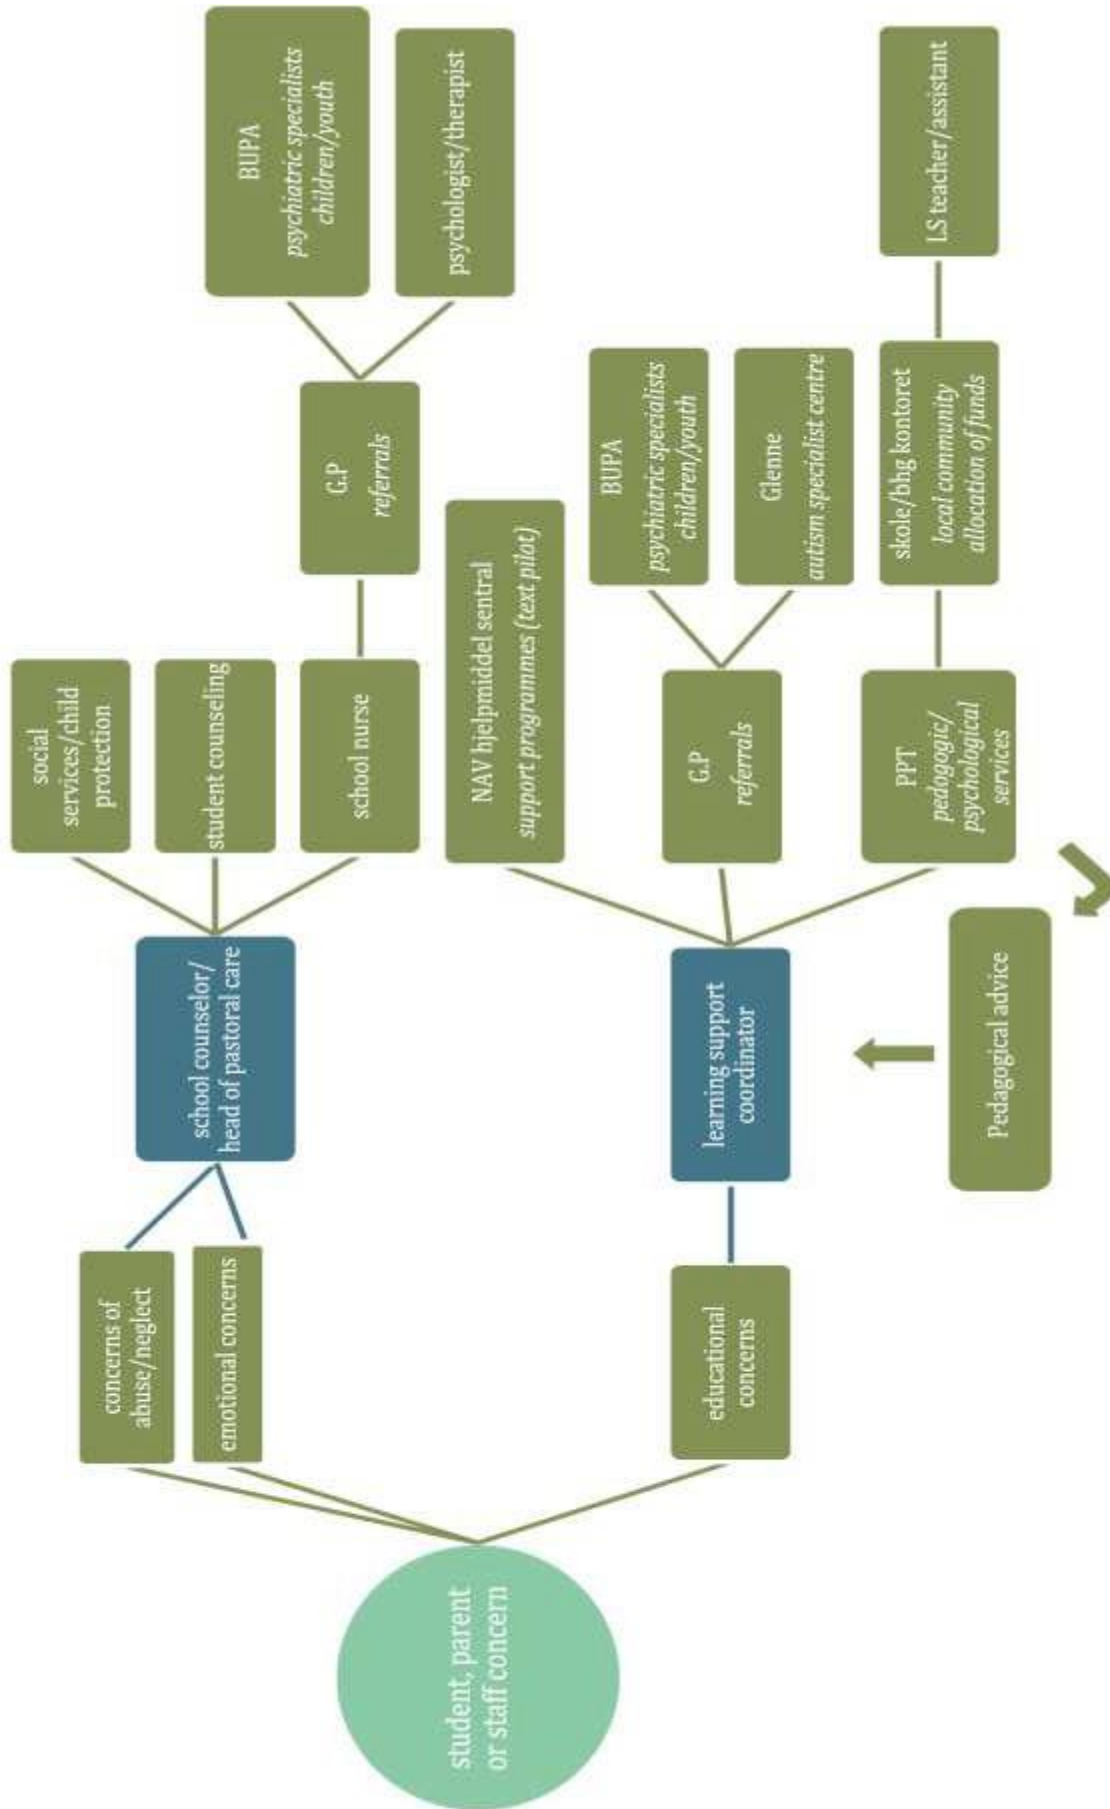 student, parent
or staff concern
concerns of
abuse/neglect
emotional concerns
educational
concerns
school counselor/
head of pastoral care
learning support
coordinator
Pedagogical advice
social
services/child
protection
student counseling
school nurse
NAV hjelpmiddel sentral
support programmes (text pilot)
G.P
referrals
PPT
pedagogic/
psychological
services
G.P
referrals
BUPA
psychiatric specialists
children/youth
Glenne
autism specialist centre
skole/bhg kontoret
local community
allocation of funds
BUPA
psychiatric specialists
children/youth
psychologist/therapist
LS teacher/assistant